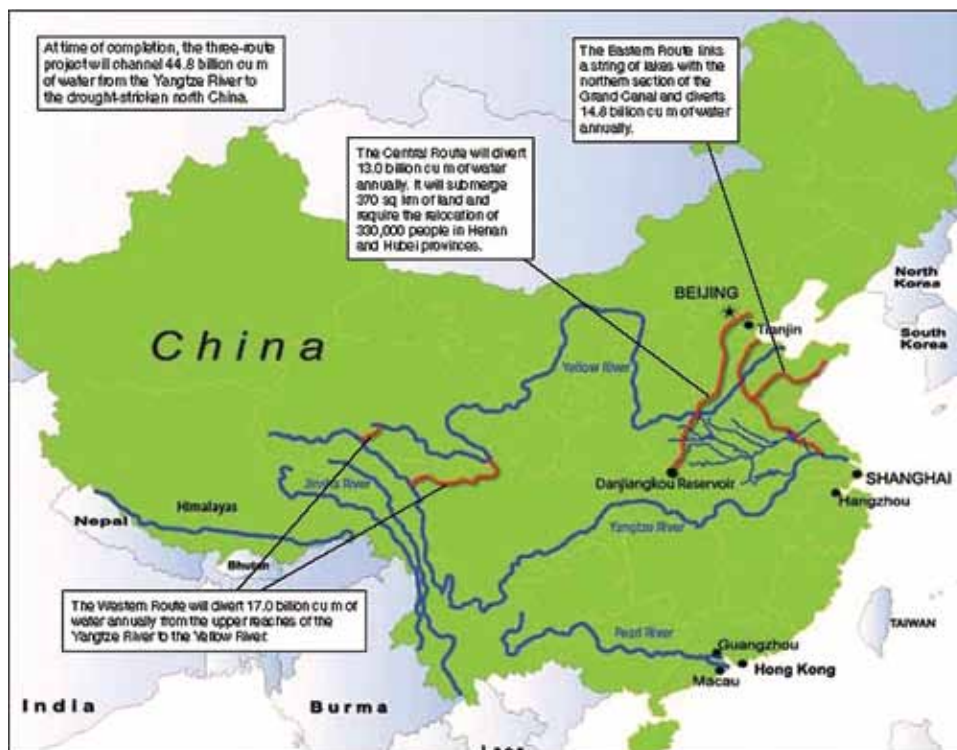 At time of completion, the three-route
project will channel 44.8 billion cu m
of water from the Yangtze River to
the drought-stricken north China.
The Eastern Route links
a string of lakes with the
northern section of the
Grand Canal and diverts
14.8 billion cu m of water
annually.
The Central Route will divert
13.0 billion cu m of water
annually. It will submerge
370 sq km of land and
require the relocation of
330,000 people in Henan
and Hubei provinces.
North
Korea
BEIJING
Tianjin
South
Korea
China
Yellow River
Danjiangkou Reservoir
SHANGHAI
Hangzhou
Jinsha River
Himalayas
Nepal
Yangtze River
Bhutan
The Western Route will divert 17.0 billion cu m of
water annually from the upper reaches of the
Yangtze River to the Yellow River.
TAIWAN
Pearl River
Guangzhou
Hong Kong
Macau
India
Burma